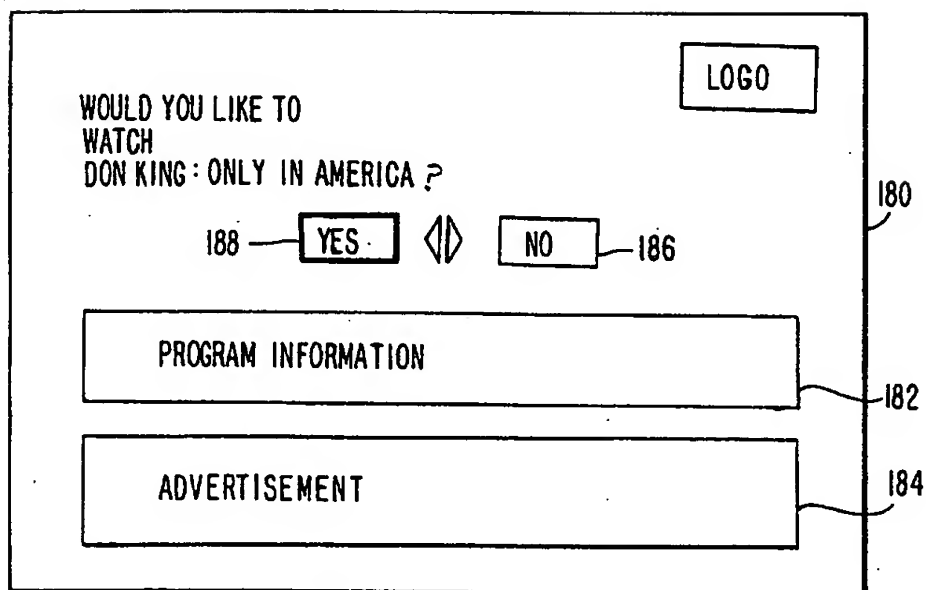 LOGO
WOULD YOU LIKE TO
WATCH
DON KING: ONLY IN AMERICA ?
180
188
YES
NO
186
PROGRAM INFORMATION
182
ADVERTISEMENT
184